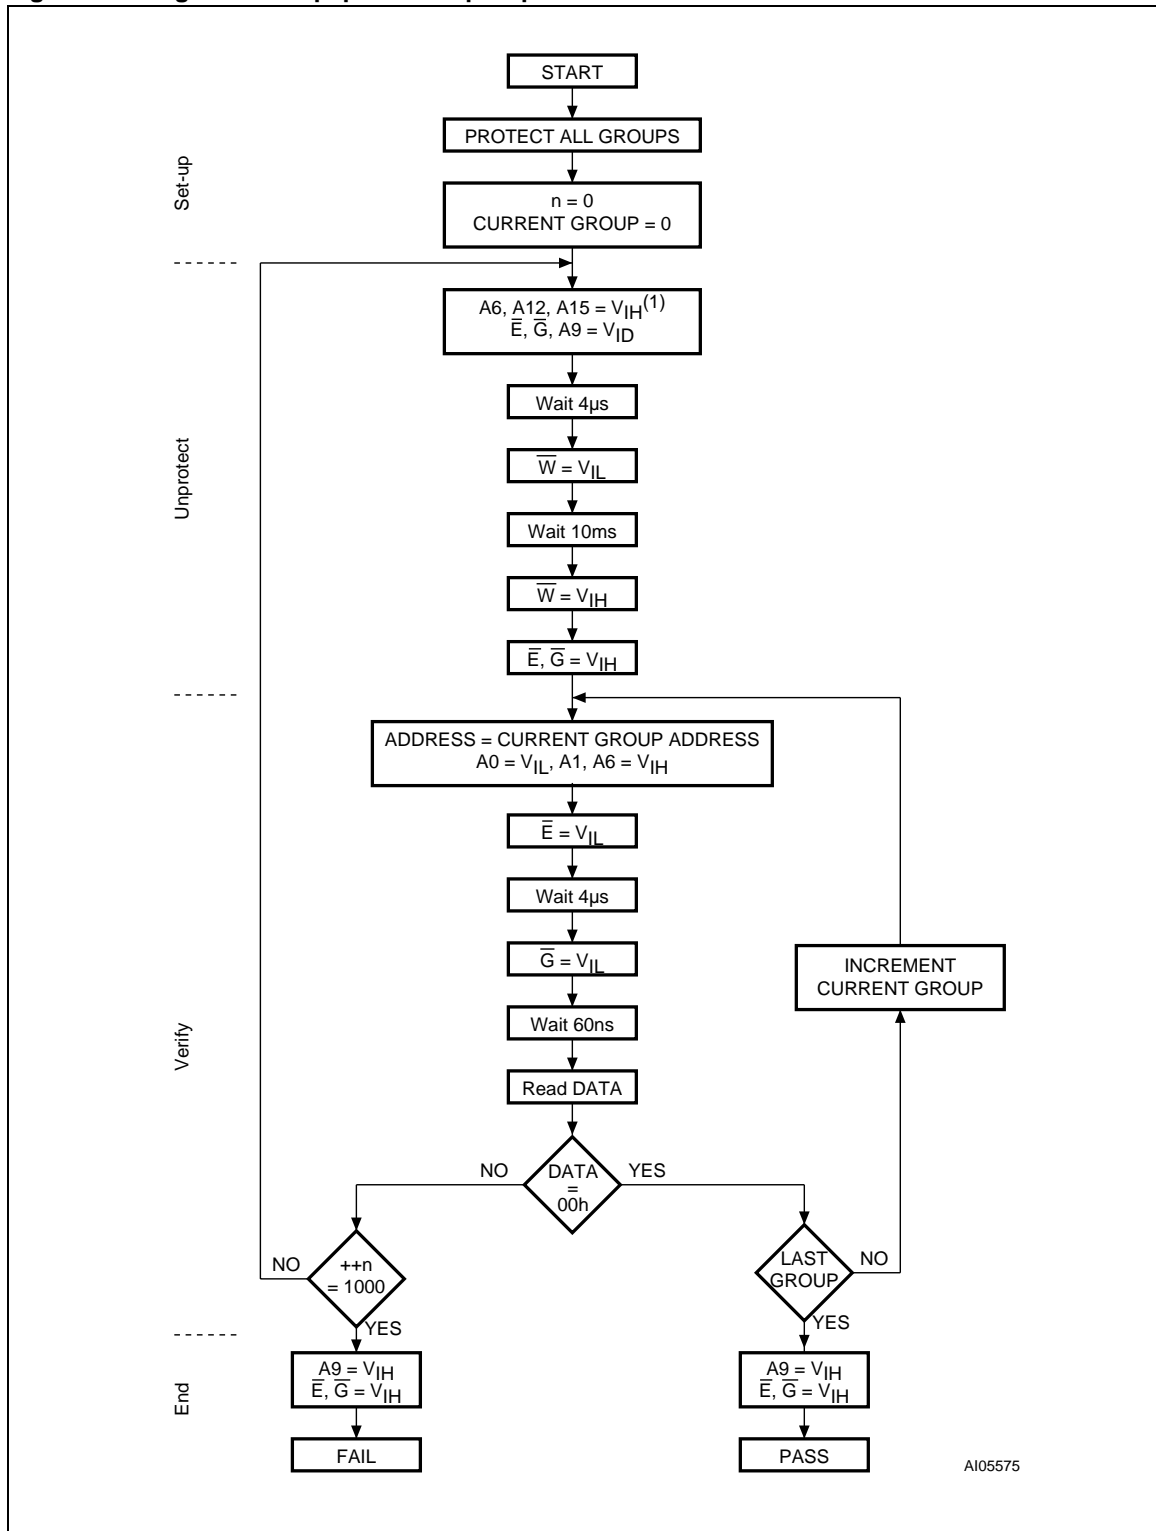 START
PROTECT ALL GROUPS
n = 0
CURRENT GROUP = 0
Set-up
A6, A12, A15 = VIH(1)
E̅, G̅, A9 = VID
Wait 4µs
W̅ = VIL
Unprotect
Wait 10ms
W̅ = VIH
E̅, G̅ = VIH
ADDRESS = CURRENT GROUP ADDRESS
A0 = VIL, A1, A6 = VIH
E̅ = VIL
Wait 4µs
G̅ = VIL
INCREMENT
CURRENT GROUP
Wait 60ns
Verify
Read DATA
NO
DATA
=
00h
YES
NO
++n
= 1000
YES
LAST
GROUP
NO
YES
End
A9 = VIH
E̅, G̅ = VIH
FAIL
A9 = VIH
E̅, G̅ = VIH
PASS
AI05575